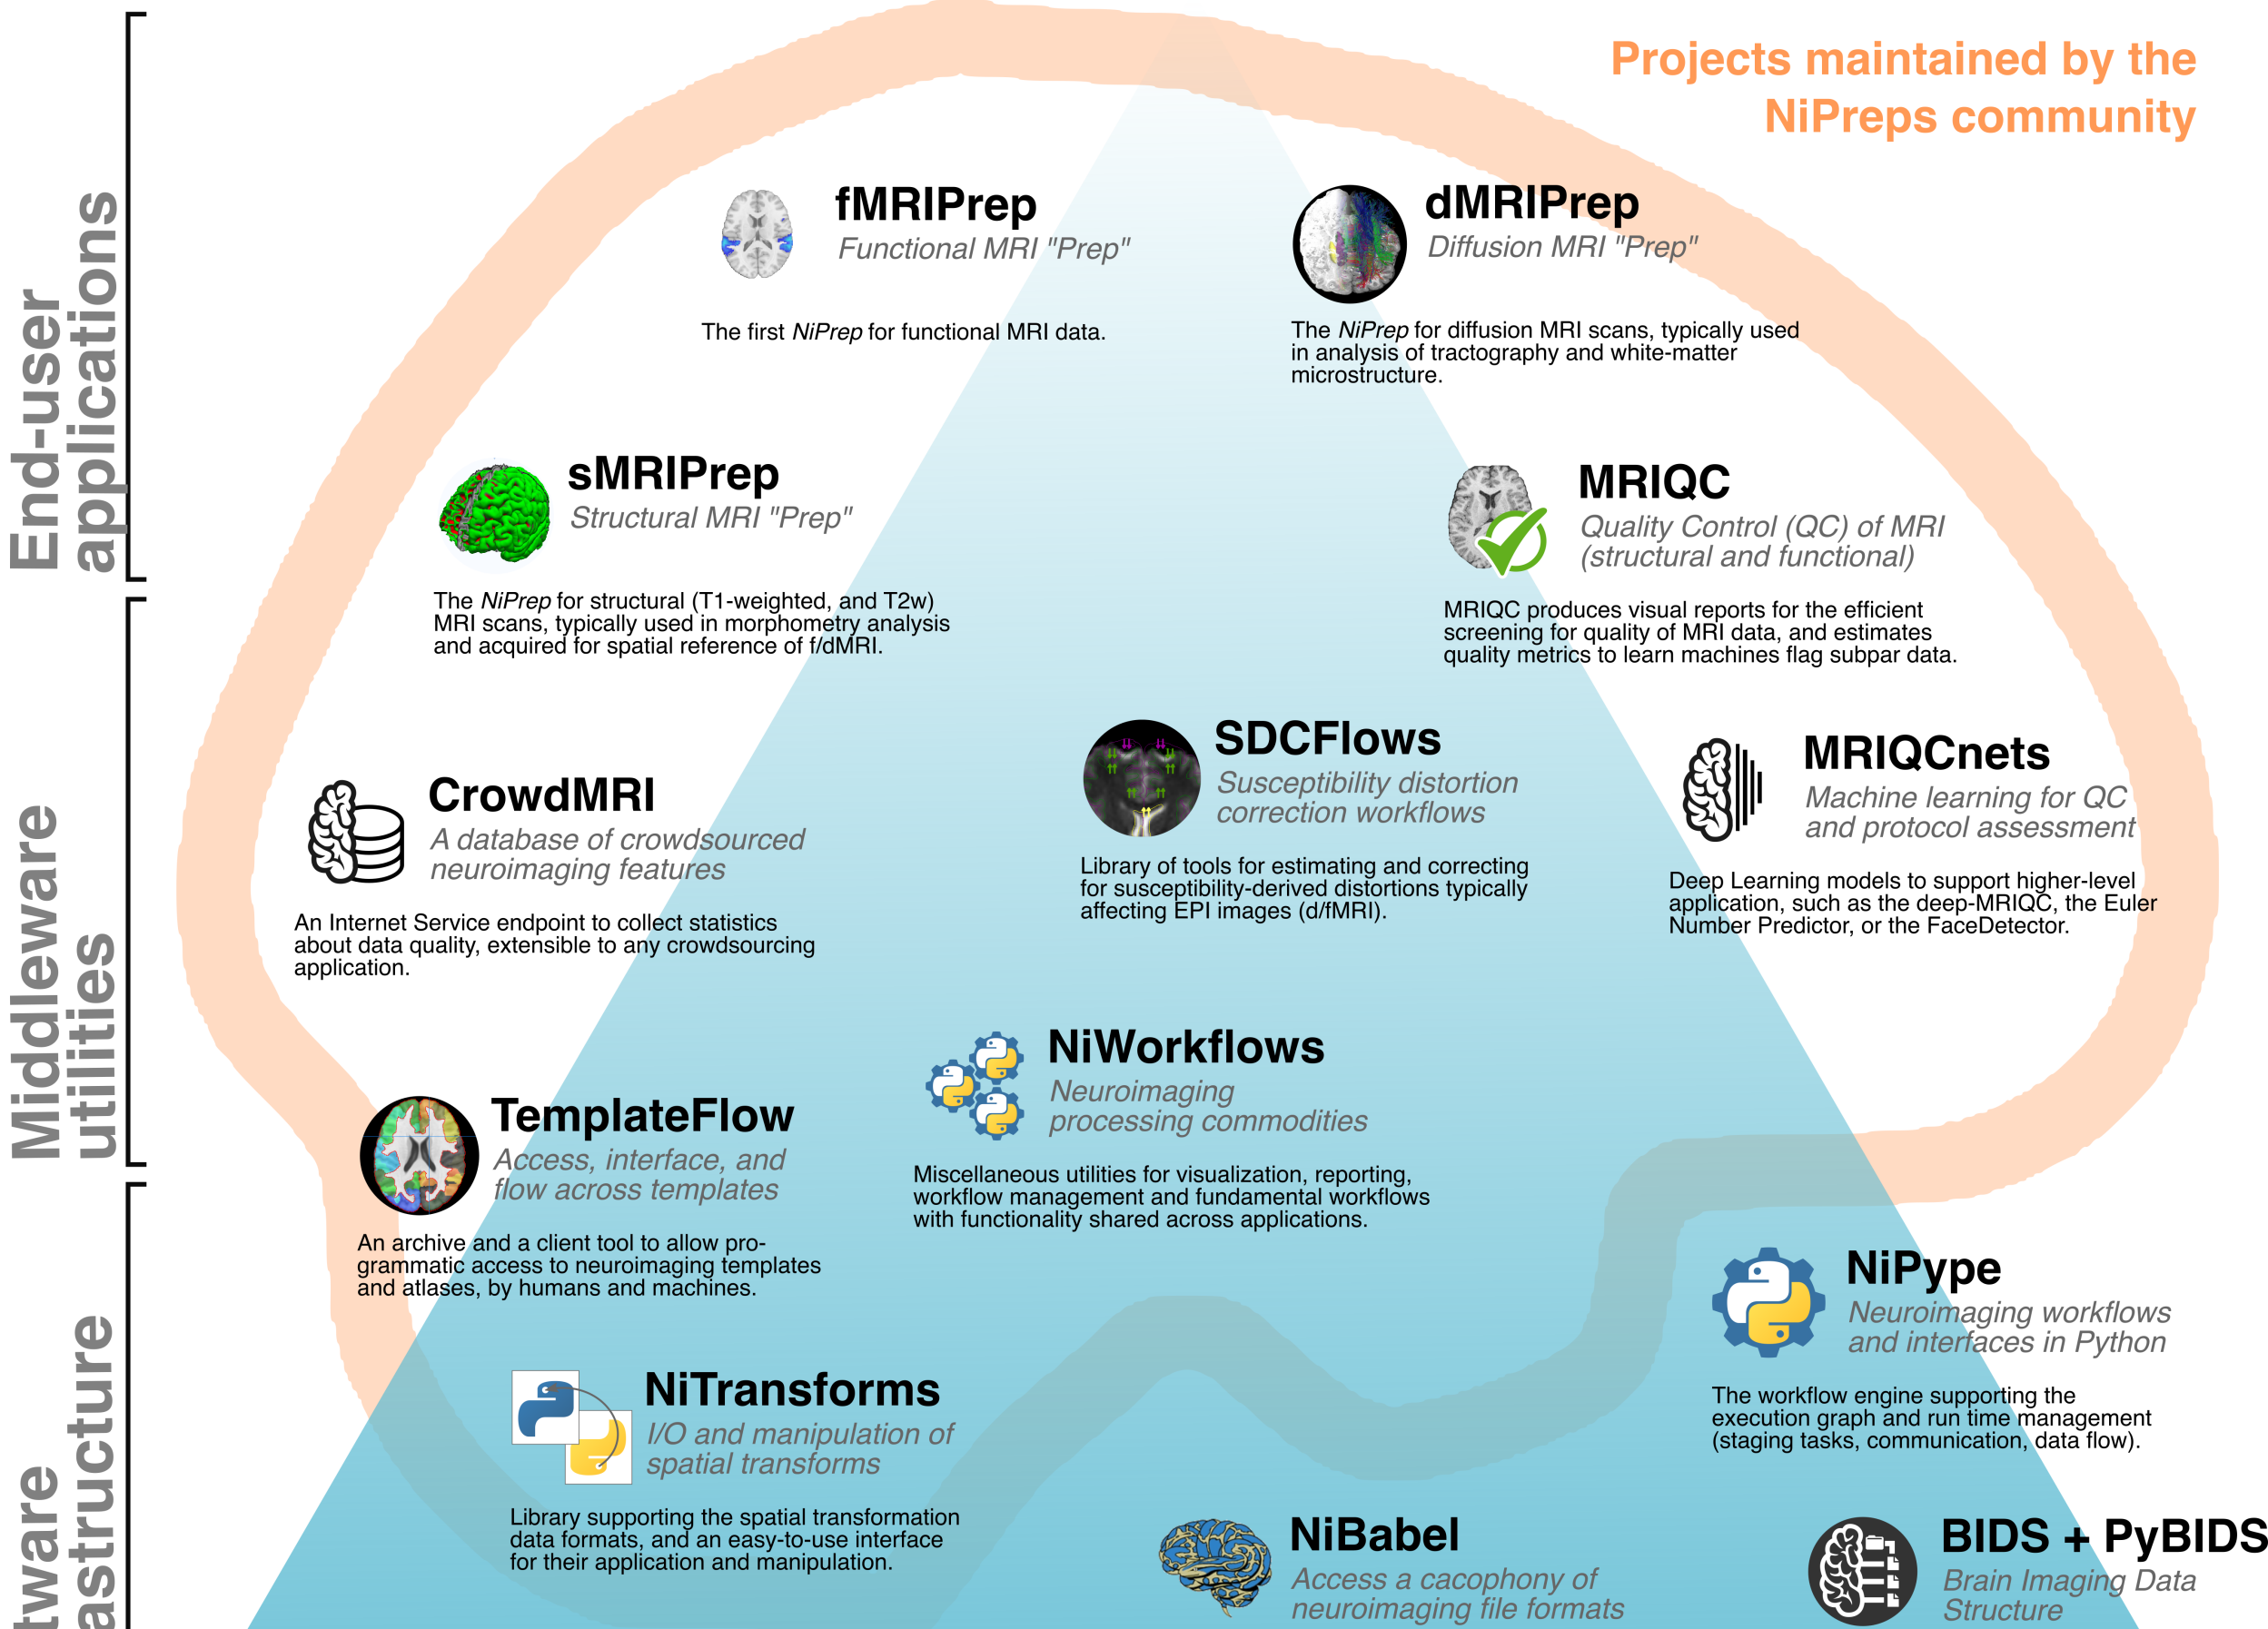 Projects maintained by the
NiPreps community
End-user
applications
fMRIPrep
Functional MRI "Prep"
The first NiPrep for functional MRI data.
dMRIPrep
Diffusion MRI "Prep"
The NiPrep for diffusion MRI scans, typically used
in analysis of tractography and white-matter
microstructure.
sMRIPrep
Structural MRI "Prep"
The NiPrep for structural (T1-weighted, and T2w)
MRI scans, typically used in morphometry analysis
and acquired for spatial reference of f/dMRI.
MRIQC
Quality Control (QC) of MRI
(structural and functional)
MRIQC produces visual reports for the efficient
screening for quality of MRI data, and estimates
quality metrics to learn machines flag subpar data.
Middleware
utilities
CrowdMRI
A database of crowdsourced
neuroimaging features
An Internet Service endpoint to collect statistics
about data quality, extensible to any crowdsourcing
application.
SDCFlows
Susceptibility distortion
correction workflows
Library of tools for estimating and correcting
for susceptibility-derived distortions typically
affecting EPI images (d/fMRI).
MRIQCnets
Machine learning for QC
and protocol assessment
Deep Learning models to support higher-level
application, such as the deep-MRIQC, the Euler
Number Predictor, or the FaceDetector.
TemplateFlow
Access, interface, and
flow across templates
An archive and a client tool to allow pro-
grammatic access to neuroimaging templates
and atlases, by humans and machines.
NiWorkflows
Neuroimaging
processing commodities
Miscellaneous utilities for visualization, reporting,
workflow management and fundamental workflows
with functionality shared across applications.
tware
astructure
NiTransforms
I/O and manipulation of
spatial transforms
Library supporting the spatial transformation
data formats, and an easy-to-use interface
for their application and manipulation.
NiPype
Neuroimaging workflows
and interfaces in Python
The workflow engine supporting the
execution graph and run time management
(staging tasks, communication, data flow).
NiBabel
Access a cacophony of
neuroimaging file formats
BIDS + PyBIDS
Brain Imaging Data
Structure